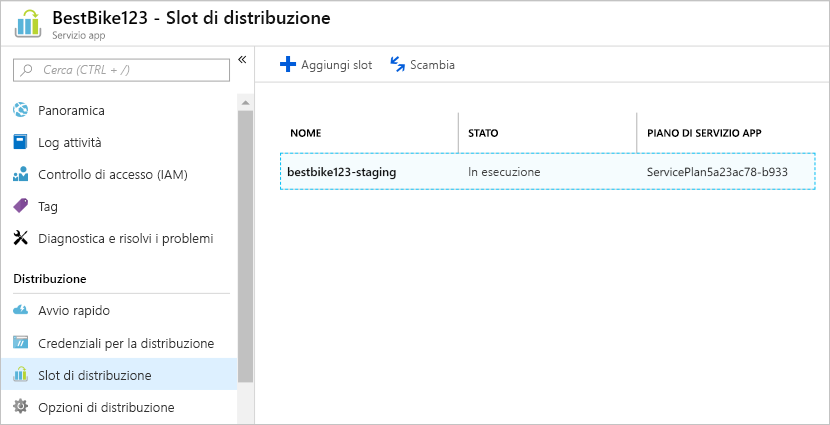 BestBike123 - Slot di distribuzione
Servizio app
Cerca (CTRL + /)
Panoramica
Log attività
Controllo di accesso (IAM)
Tag
Diagnostica e risolvi i problemi
Distribuzione
Avvio rapido
Credenziali per la distribuzione
Slot di distribuzione
Opzioni di distribuzione
Aggiungi slot
Scambia
NOME STATO PIANO DI SERVIZIO APP
bestbike123-staging In esecuzione ServicePlan5a23ac78-b933